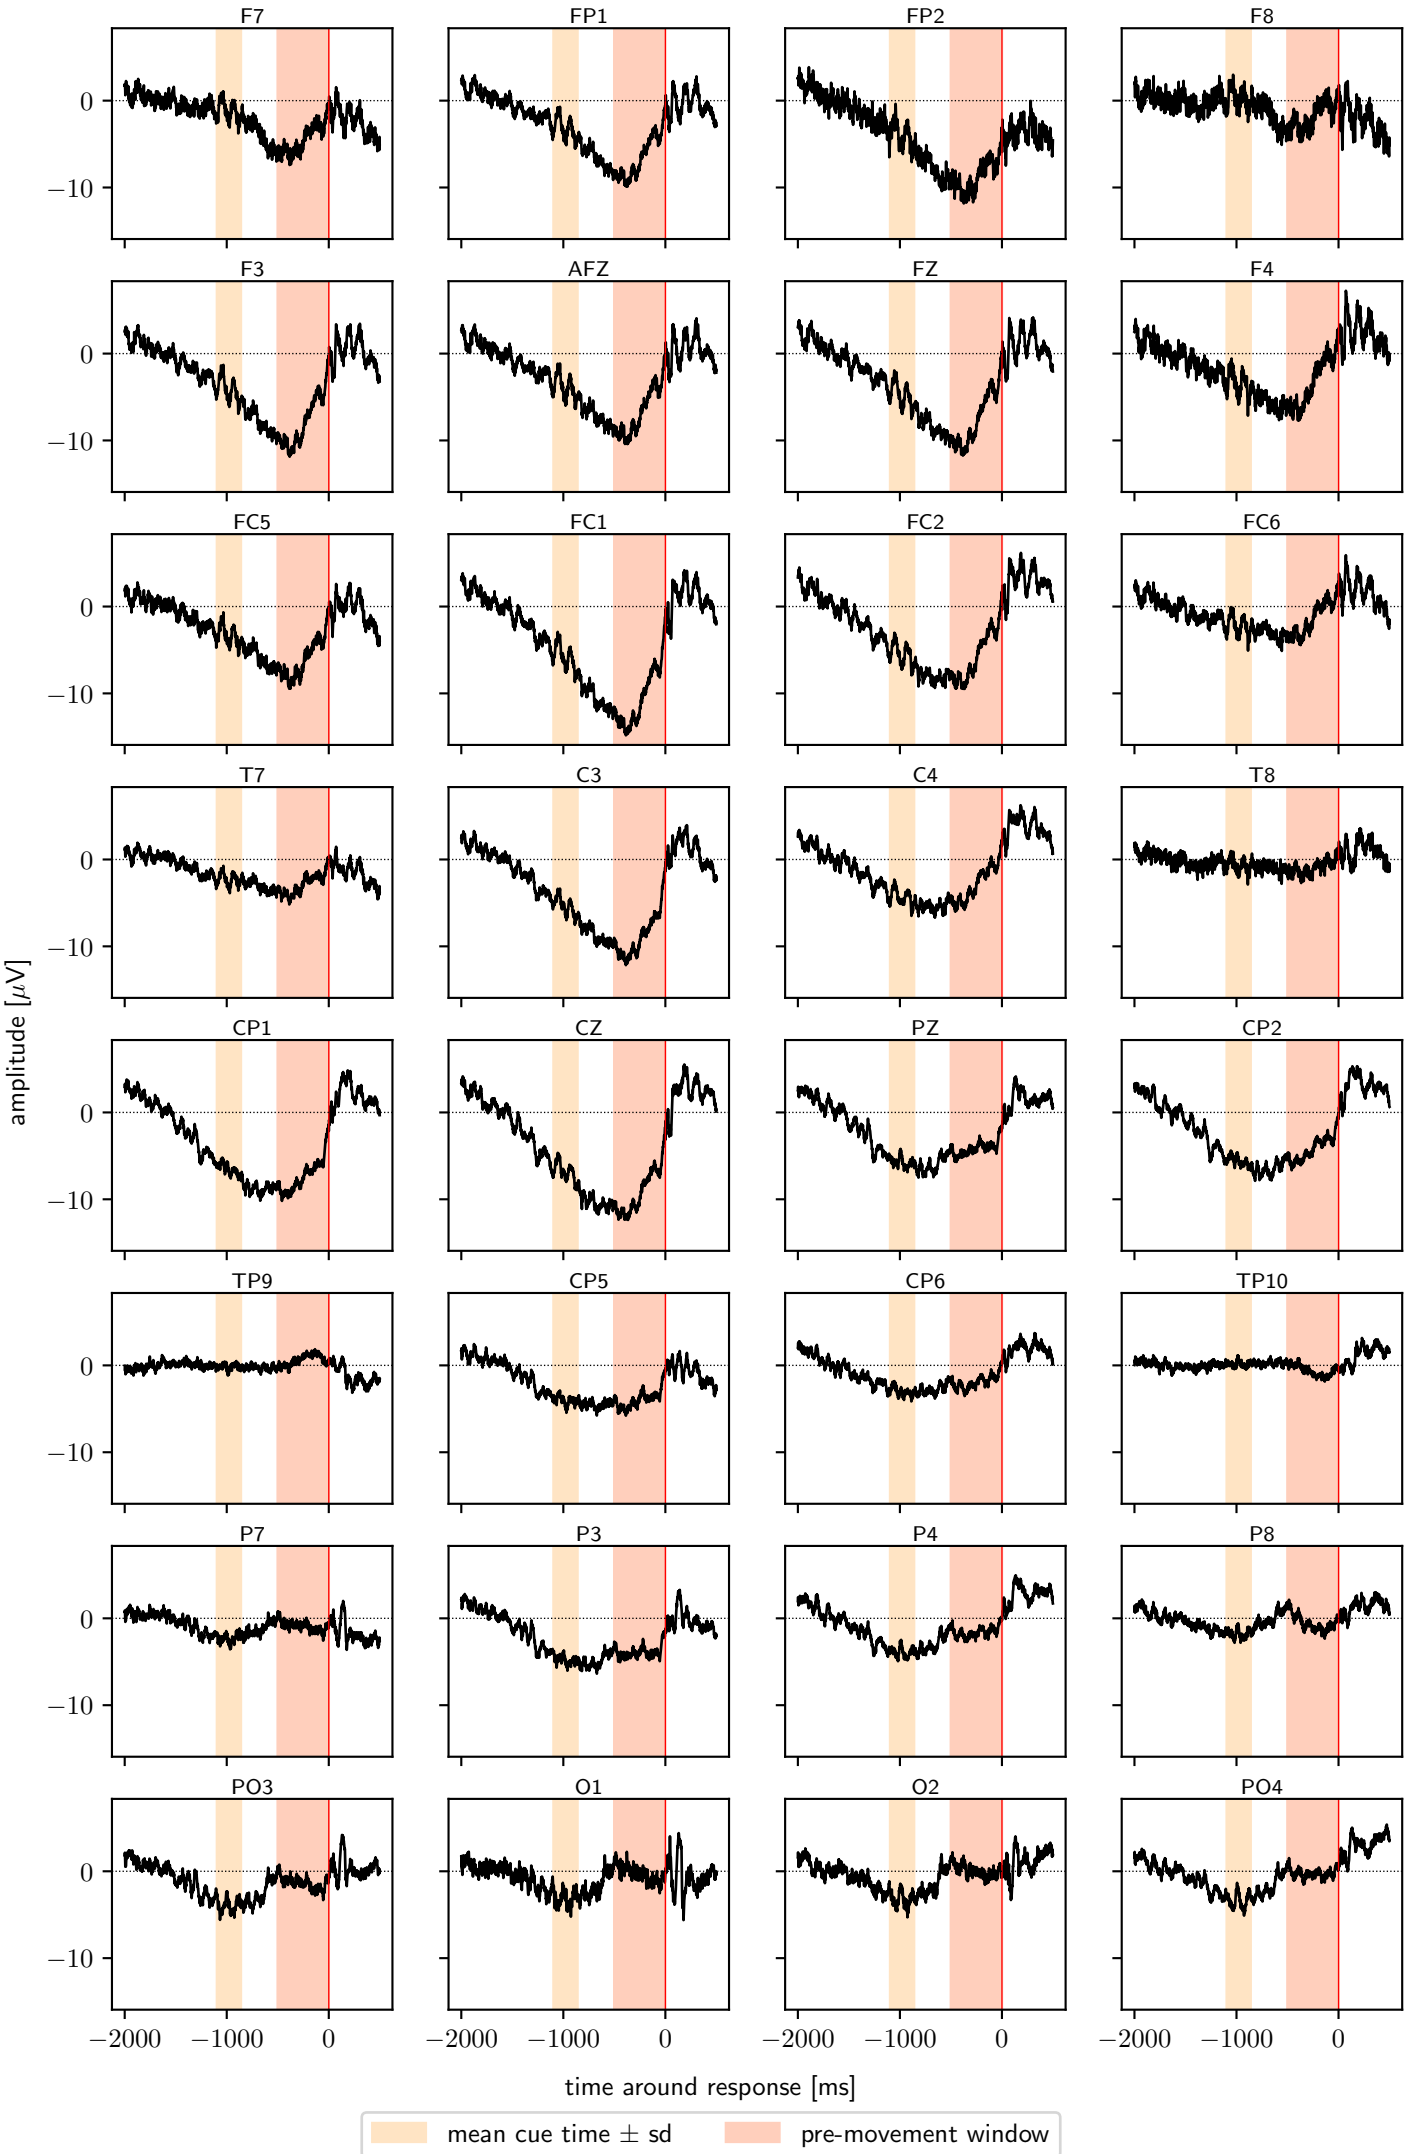 F7 FP1 FP2 F8
0
−10
F3 AFZ FZ F4
0
−10
FC5 FC1 FC2 FC6
0
−10
T7 C3 C4 T8
0
−10
amplitude [μV]
CP1 CZ PZ CP2
0
−10
TP9 CP5 CP6 TP10
0
−10
P7 P3 P4 P8
0
−10
PO3 O1 O2 PO4
0
−10
−2000 −1000 0 −2000 −1000 0 −2000 −1000 0 −2000 −1000 0
time around response [ms]
mean cue time ± sd pre-movement window